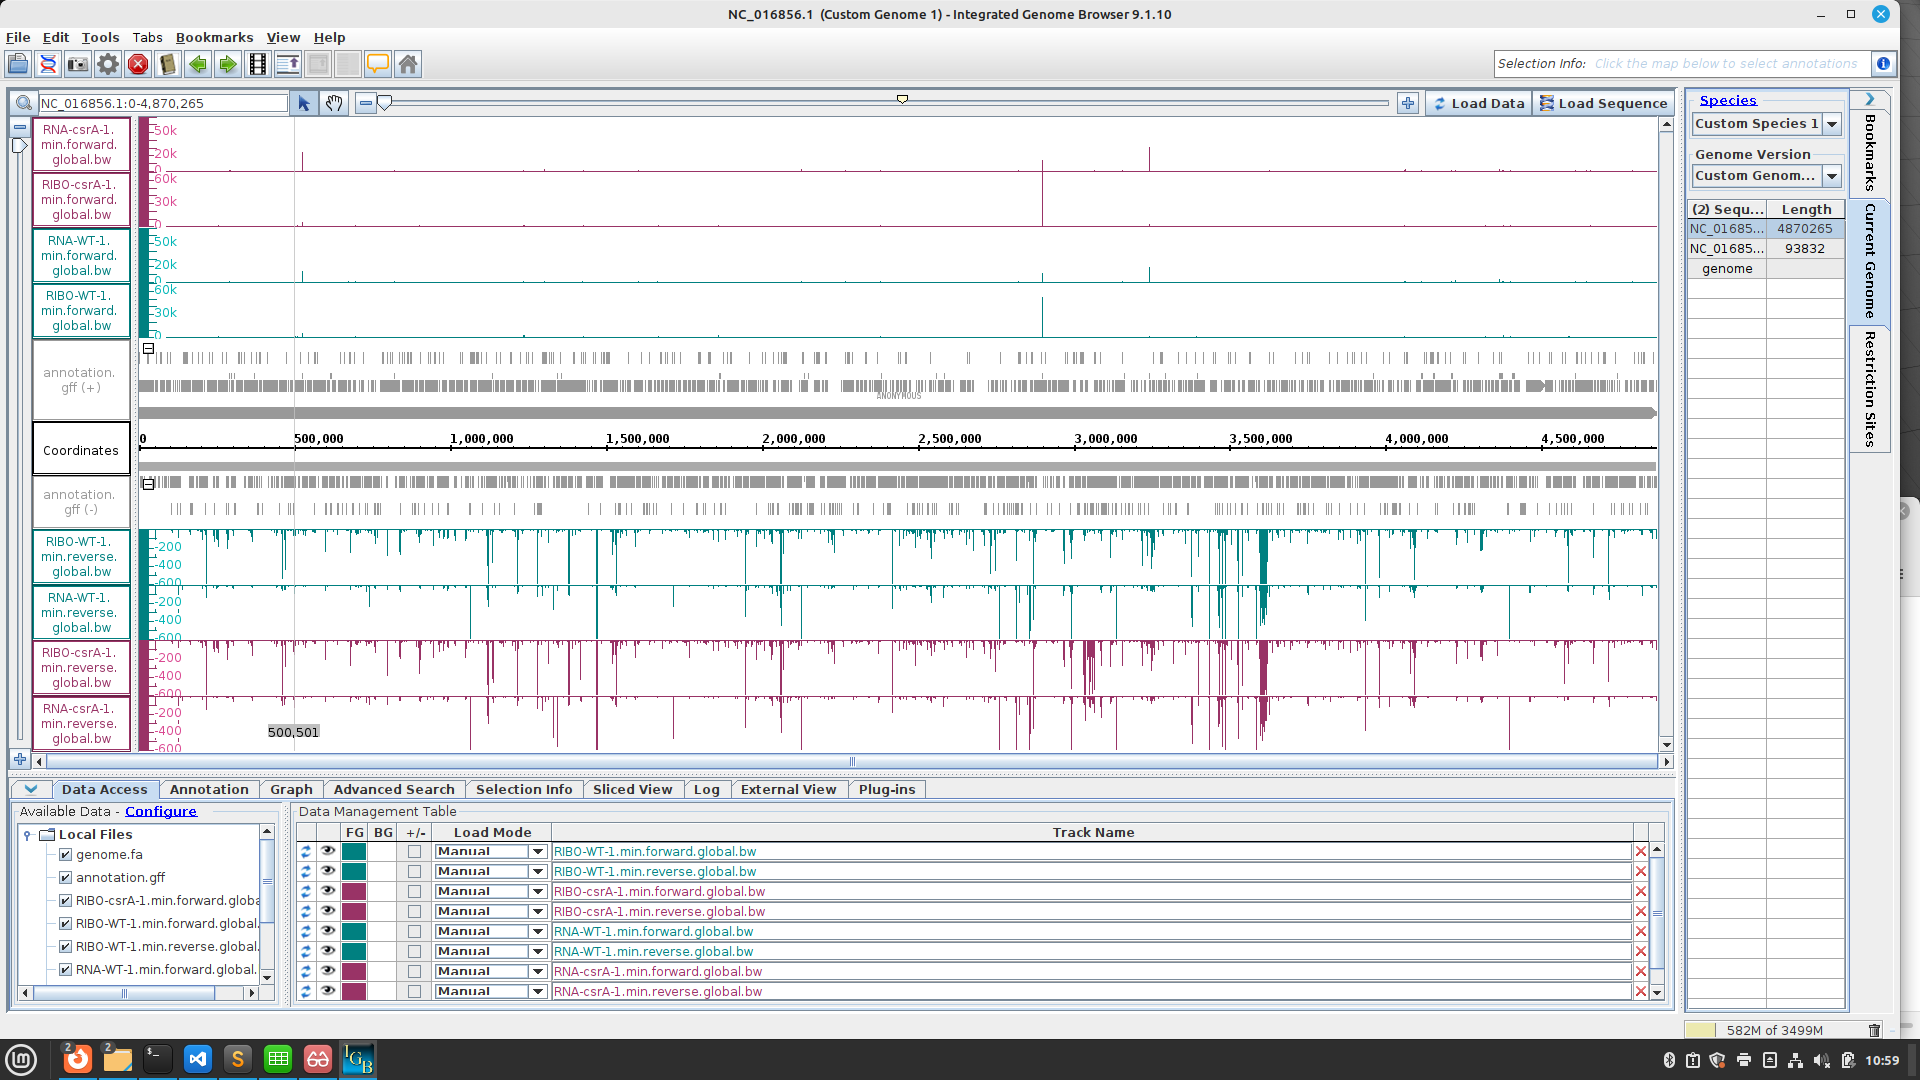 NC_016856.1 (Custom Genome 1) - Integrated Genome Browser 9.1.10
File Edit Tools Tabs Bookmarks View Help
Selection Info: Click the map below to select annotations
NC_016856.1:0-4,870,265
Load Data
Load Sequence
RNA-csrA-1.
min.forward.
global.bw
50k
20k
0
RIBO-csrA-1.
min.forward.
global.bw
60k
30k
0
RNA-WT-1.
min.forward.
global.bw
50k
20k
0
RIBO-WT-1.
min.forward.
global.bw
60k
30k
0
annotation.
gff (+)
ANONYMOUS
Coordinates
0 500,000 1,000,000 1,500,000 2,000,000 2,500,000 3,000,000 3,500,000 4,000,000 4,500,000
annotation.
gff (-)
RIBO-WT-1.
min.reverse.
global.bw
-200
-400
-600
RNA-WT-1.
min.reverse.
global.bw
-200
-400
-600
RIBO-csrA-1.
min.reverse.
global.bw
-200
-400
-600
RNA-csrA-1.
min.reverse.
global.bw
-200
-400
-600
500,501
Species
Custom Species 1
Genome Version
Custom Genom...
(2) Sequ... Length
NC_01685... 4870265
NC_01685... 93832
genome
Bookmarks
Current Genome
Restriction Sites
Data Access Annotation Graph Advanced Search Selection Info Sliced View Log External View Plug-ins
Available Data - Configure
Local Files
genome.fa
annotation.gff
RIBO-csrA-1.min.forward.globa
RIBO-WT-1.min.forward.global.
RIBO-WT-1.min.reverse.global.
RNA-WT-1.min.forward.global.
Data Management Table
FG BG +/- Load Mode Track Name
Manual RIBO-WT-1.min.forward.global.bw
Manual RIBO-WT-1.min.reverse.global.bw
Manual RIBO-csrA-1.min.forward.global.bw
Manual RIBO-csrA-1.min.reverse.global.bw
Manual RNA-WT-1.min.forward.global.bw
Manual RNA-WT-1.min.reverse.global.bw
Manual RNA-csrA-1.min.forward.global.bw
Manual RNA-csrA-1.min.reverse.global.bw
582M of 3499M
2 2 IGB 10:59